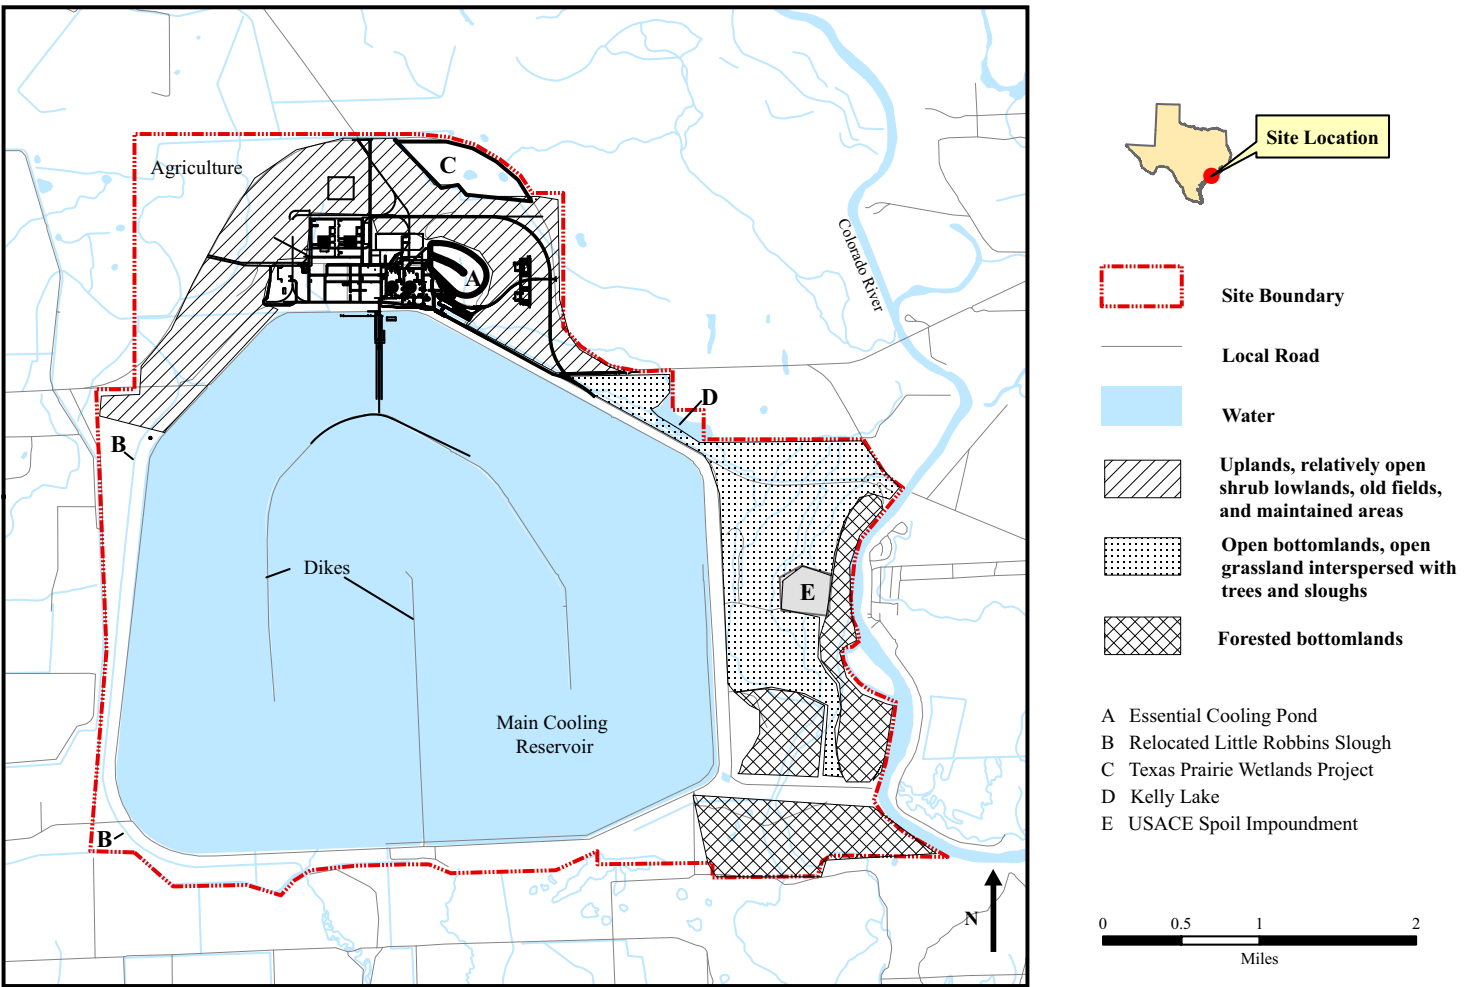 Agriculture
C
A
Colorado River
D
B
E
Dikes
Main Cooling
Reservoir
B
N
Site Location
Site Boundary
Local Road
Water
Uplands, relatively open
shrub lowlands, old fields,
and maintained areas
Open bottomlands, open
grassland interspersed with
trees and sloughs
Forested bottomlands
A Essential Cooling Pond
B Relocated Little Robbins Slough
C Texas Prairie Wetlands Project
D Kelly Lake
E USACE Spoil Impoundment
0 0.5 1 2
Miles